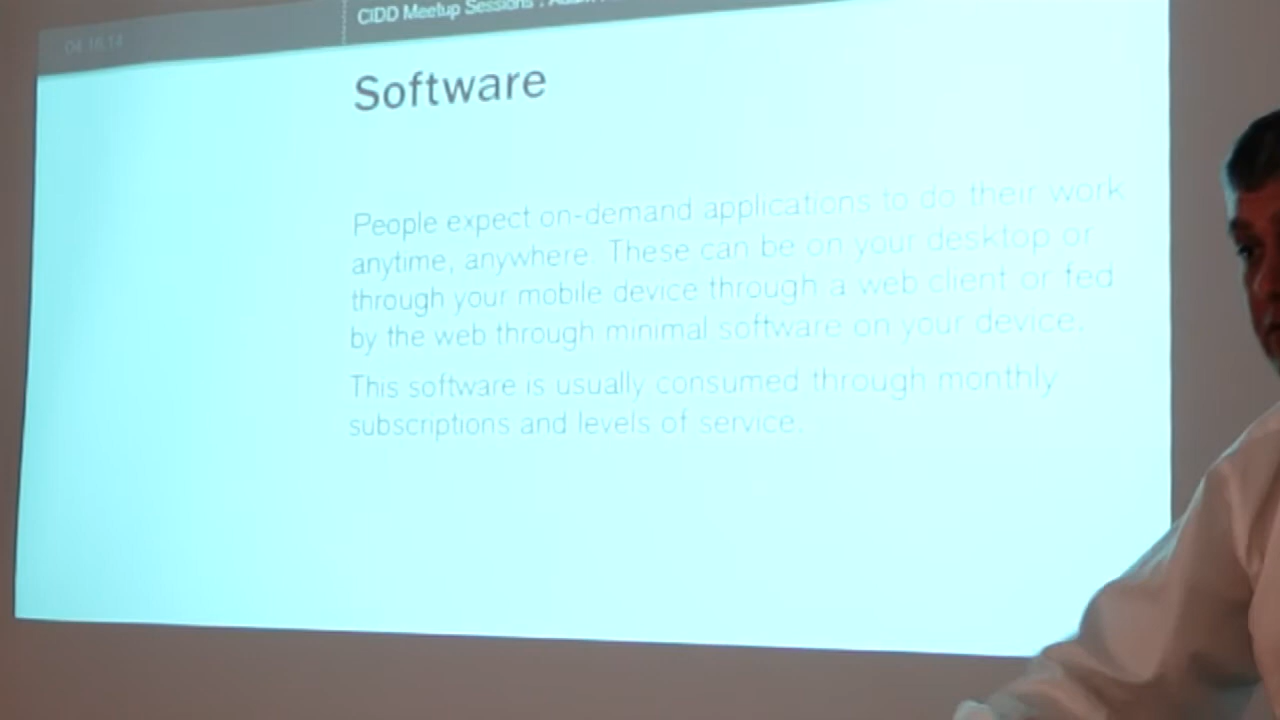 04.16.14
CIDD Meetup Sessions :
Software
People expect on-demand applications to do their work
anytime, anywhere. These can be on your desktop or
through your mobile device through a web client or fed
by the web through minimal software on your device.
This software is usually consumed through monthly
subscriptions and levels of service.